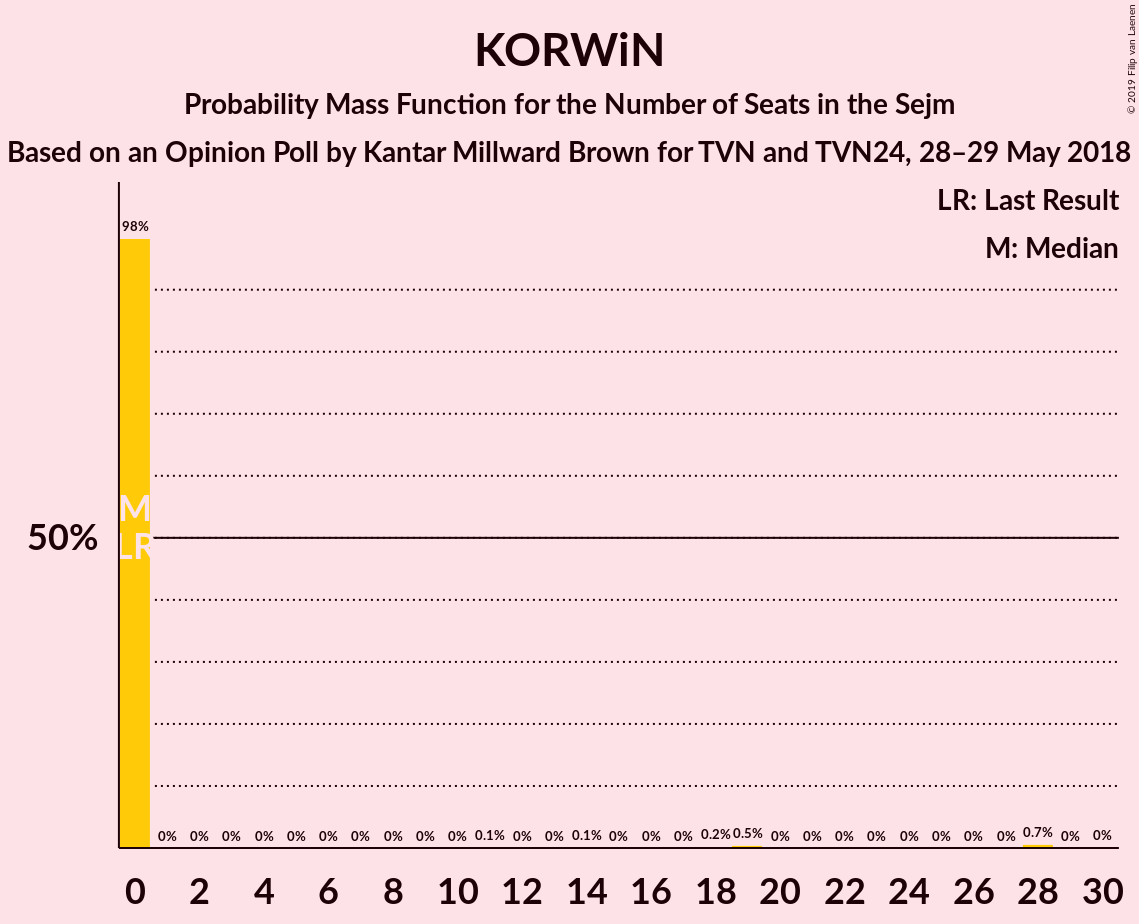 KORWiN
Probability Mass Function for the Number of Seats in the Sejm
Based on an Opinion Poll by Kantar Millward Brown for TVN and TVN24, 28–29 May 2018
© 2019 Filip van Laenen
LR: Last Result
M: Median
98%
M
LR
50%
0% 0% 0% 0% 0% 0% 0% 0% 0% 0% 0.1% 0% 0% 0.1% 0% 0% 0% 0.2% 0.5% 0% 0% 0% 0% 0% 0% 0% 0% 0.7% 0% 0%
0 2 4 6 8 10 12 14 16 18 20 22 24 26 28 30